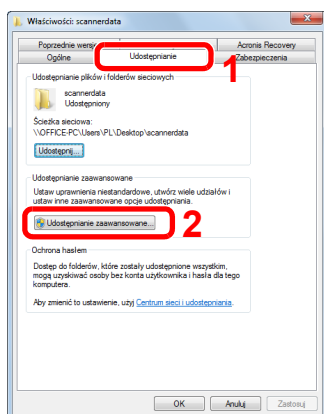 Właściwości: scannerdata
Poprzednie wersje
Acronis Recovery
Ogólne
Udostępnianie
Zabezpieczenia
1
Udostępnianie plików i folderów sieciowych
scannerdata
Udostępniony
Ścieżka sieciowa:
\\OFFICE-PC\Users\PL\Desktop\scannerdata
Udostępnij...
Udostępnianie zaawansowane
Ustaw uprawnienia niestandardowe, utwórz wiele udziałów i
ustaw inne zaawansowane opcje udostępniania.
Udostępnianie zaawansowane...
2
Ochrona hasłem
Dostęp do folderów, które zostały udostępnione wszystkim,
mogą uzyskiwać osoby bez konta użytkownika i hasła dla tego
komputera.
Aby zmienić to ustawienie, użyj Centrum sieci i udostępniania.
OK
Anuluj
Zastosuj